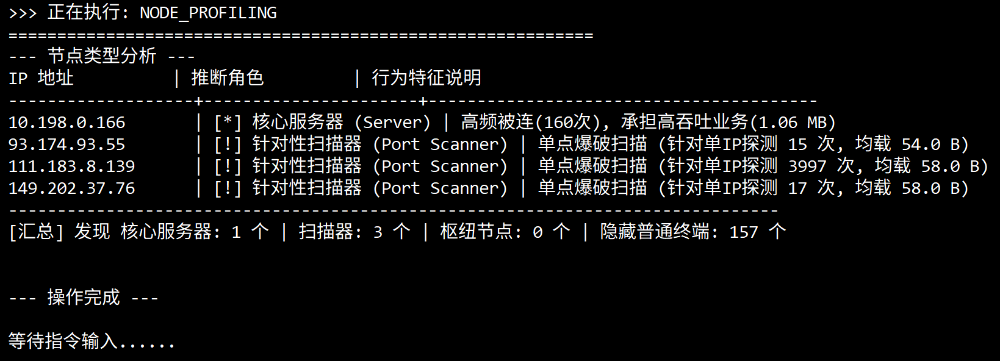 >>> 正在执行: NODE_PROFILING
============================================================
--- 节点类型分析 ---
IP 地址          | 推断角色         | 行为特征说明
-------------------+----------------------+----------------------------------------
10.198.0.166       | [*] 核心服务器 (Server) | 高频被连(160次), 承担高吞吐业务(1.06 MB)
93.174.93.55       | [!] 针对性扫描器 (Port Scanner) | 单点爆破扫描 (针对单IP探测 15 次, 均载 54.0 B)
111.183.8.139      | [!] 针对性扫描器 (Port Scanner) | 单点爆破扫描 (针对单IP探测 3997 次, 均载 58.0 B)
149.202.37.76      | [!] 针对性扫描器 (Port Scanner) | 单点爆破扫描 (针对单IP探测 17 次, 均载 58.0 B)
-------------------------------------------------------------------------------
[汇总] 发现 核心服务器: 1 个 | 扫描器: 3 个 | 枢纽节点: 0 个 | 隐藏普通终端: 157 个
--- 操作完成 ---
等待指令输入......